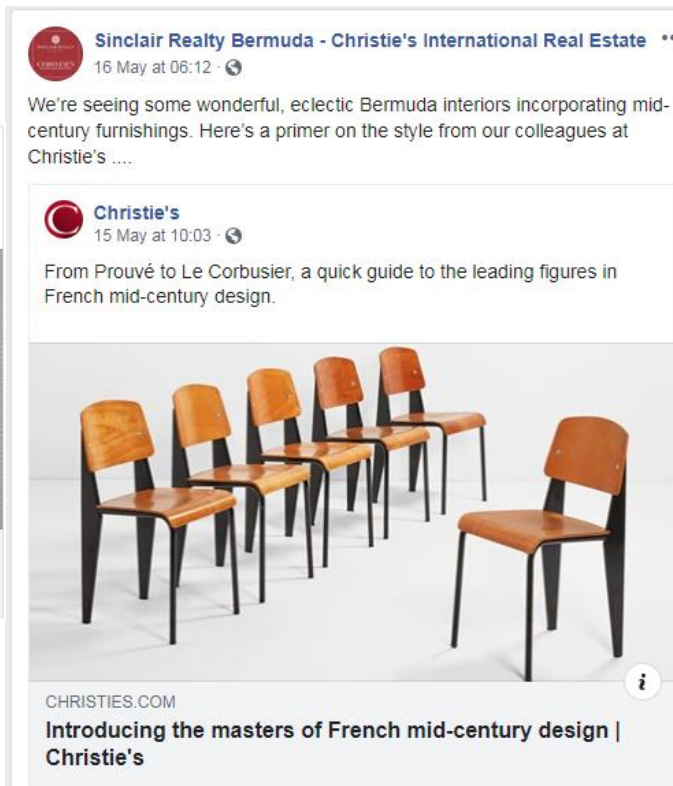 Sinclair Realty Bermuda - Christie's International Real Estate
16 May at 06:12 ·
We’re seeing some wonderful, eclectic Bermuda interiors incorporating mid-
century furnishings. Here’s a primer on the style from our colleagues at
Christie’s ....
Christie's
15 May at 10:03 ·
From Prouvé to Le Corbusier, a quick guide to the leading figures in
French mid-century design.
i
CHRISTIES.COM
Introducing the masters of French mid-century design |
Christie's